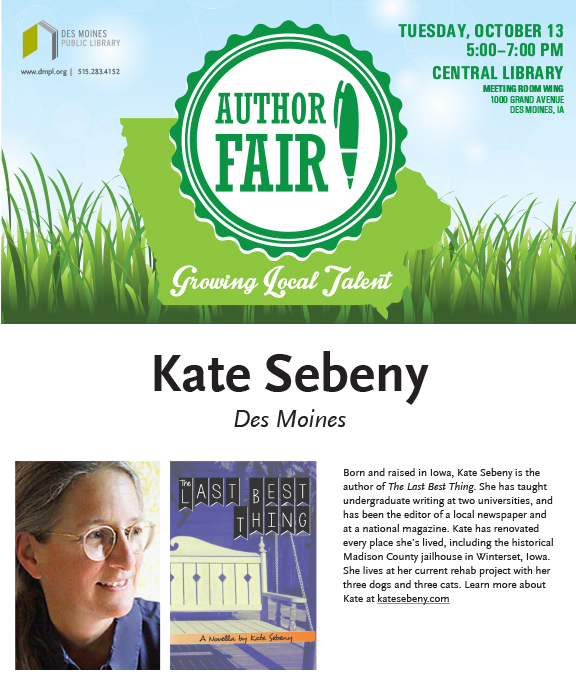 DES MOINES
PUBLIC LIBRARY
www.dmpl.org | 515.283.4152
TUESDAY, OCTOBER 13
5:00–7:00 PM
CENTRAL LIBRARY
MEETING ROOM WING
1000 GRAND AVENUE
DES MOINES, IA
AUTHOR
FAIR
Growing Local Talent
Kate Sebeny
Des Moines
The
LAST BEST
THING
A Novella by Kate Sebeny
Born and raised in Iowa, Kate Sebeny is the
author of The Last Best Thing. She has taught
undergraduate writing at two universities, and
has been the editor of a local newspaper and
at a national magazine. Kate has renovated
every place she's lived, including the historical
Madison County jailhouse in Winterset, Iowa.
She lives at her current rehab project with her
three dogs and three cats. Learn more about
Kate at katesebeny.com